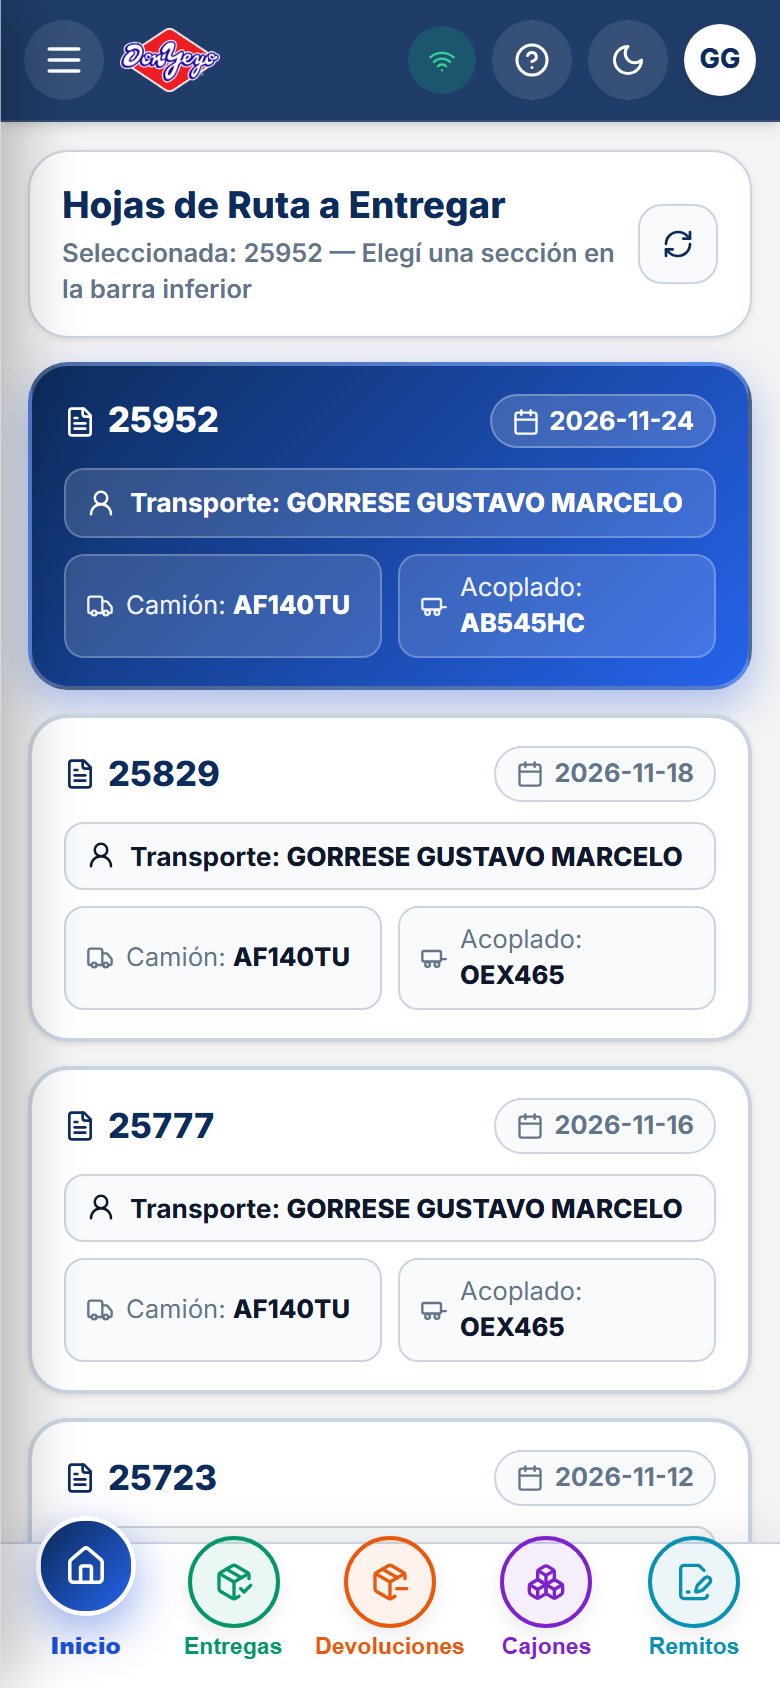 DonYeyo
GG
Hojas de Ruta a Entregar
Seleccionada: 25952 — Elegí una sección en
la barra inferior
25952
2026-11-24
Transporte: GORRESE GUSTAVO MARCELO
Camión: AF140TU
Acoplado:
AB545HC
25829
2026-11-18
Transporte: GORRESE GUSTAVO MARCELO
Camión: AF140TU
Acoplado:
OEX465
25777
2026-11-16
Transporte: GORRESE GUSTAVO MARCELO
Camión: AF140TU
Acoplado:
OEX465
25723
2026-11-12
Inicio
Entregas
Devoluciones
Cajones
Remitos